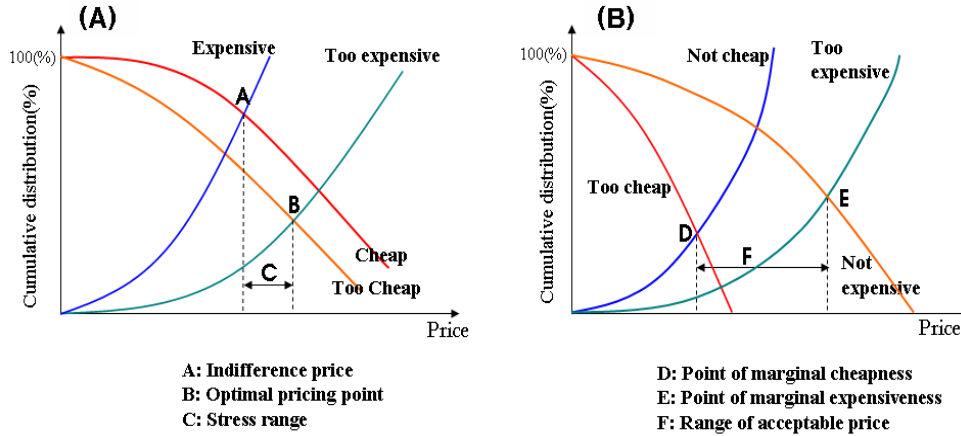 (A)
100(%)
Cumulative distribution(%)
Expensive
Too expensive
A
B
C
Cheap
Too Cheap
Price
A: Indifference price
B: Optimal pricing point
C: Stress range
(B)
100(%)
Cumulative distribution(%)
Not cheap
Too
expensive
Too cheap
D
E
F
Not
expensive
Price
D: Point of marginal cheapness
E: Point of marginal expensiveness
F: Range of acceptable price